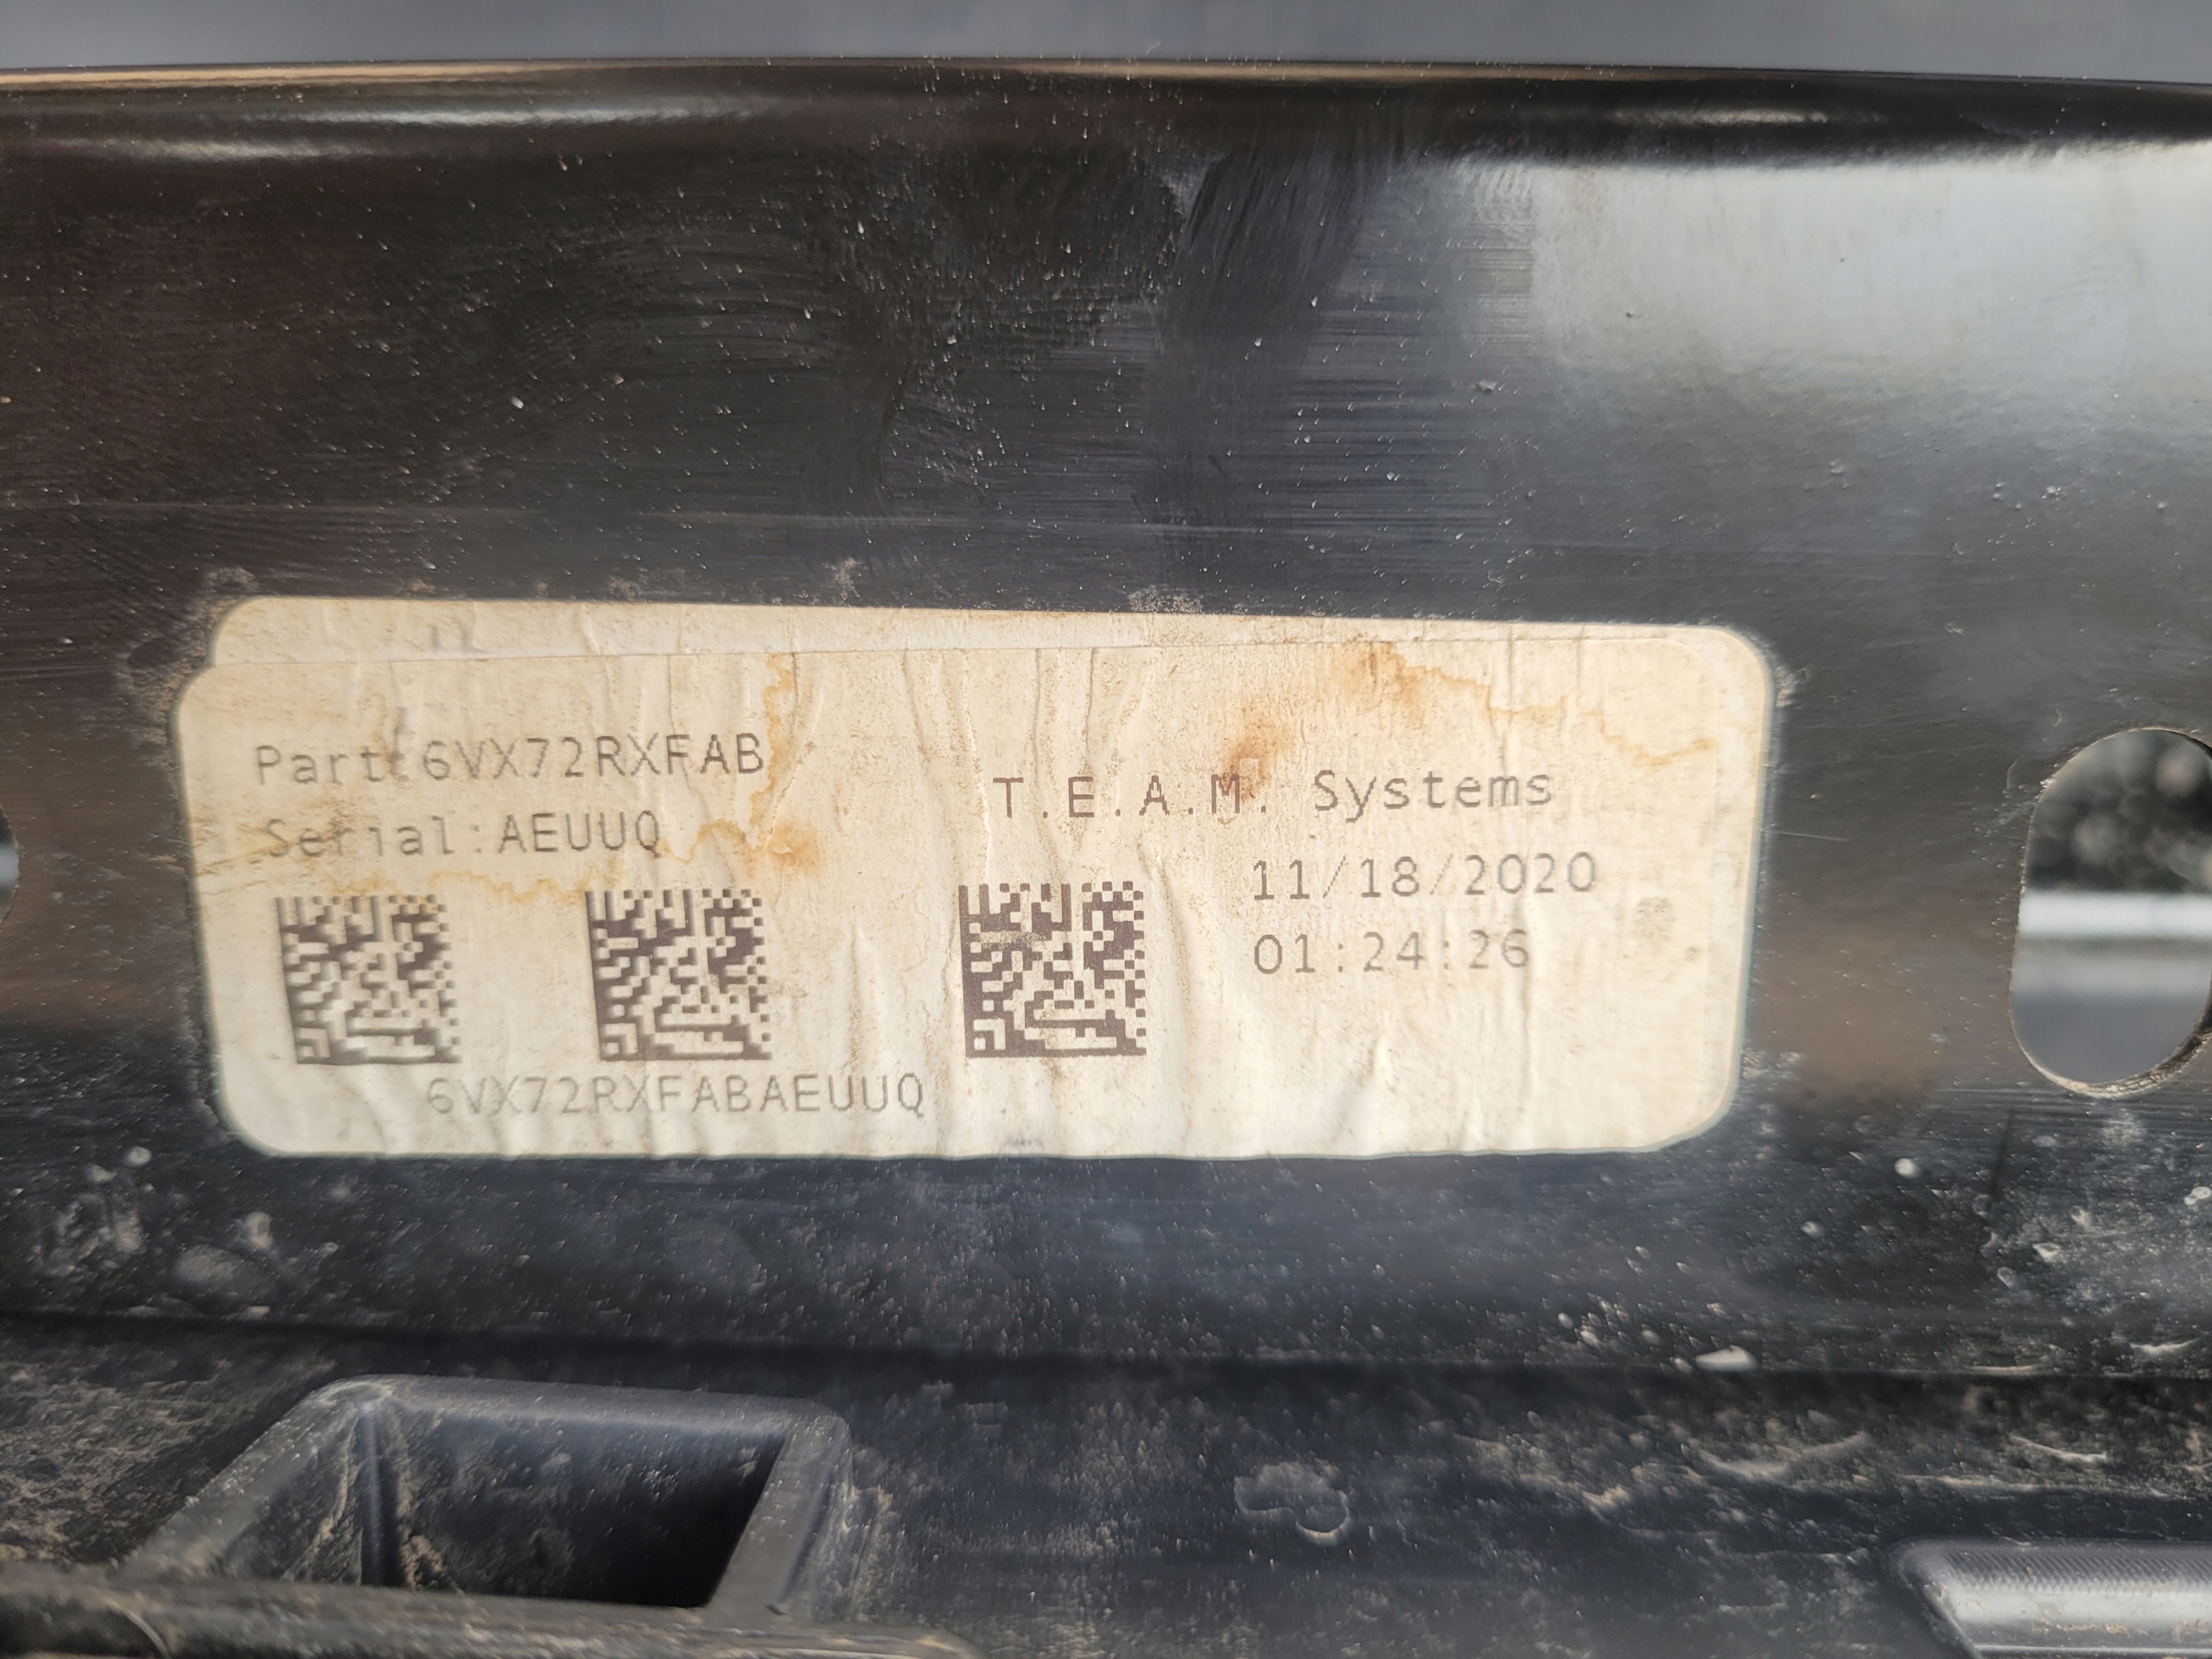 Part:6VX72RXFAB
Serial:AEUUQ
T.E.A.M. Systems
11/18/2020
01:24:26
6VX72RXFABAEUUQ